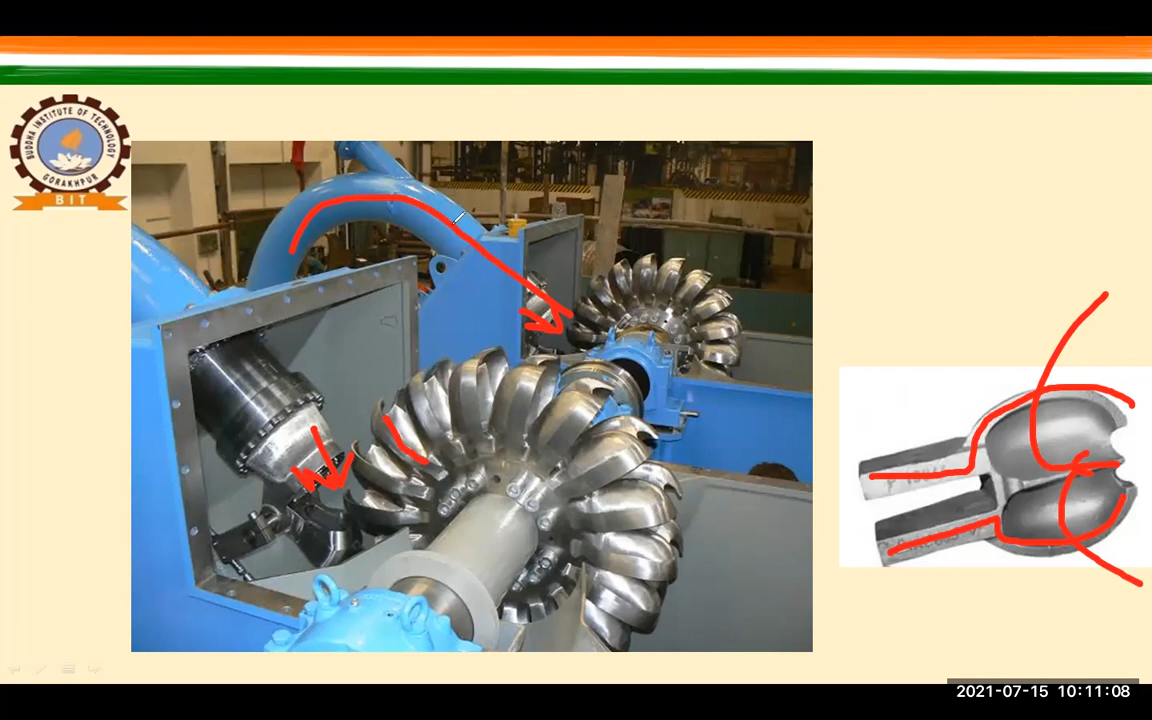 BUDDHA INSTITUTE OF TECHNOLOGY
GORAKHPUR
BIT
2021-07-15 10:11:08